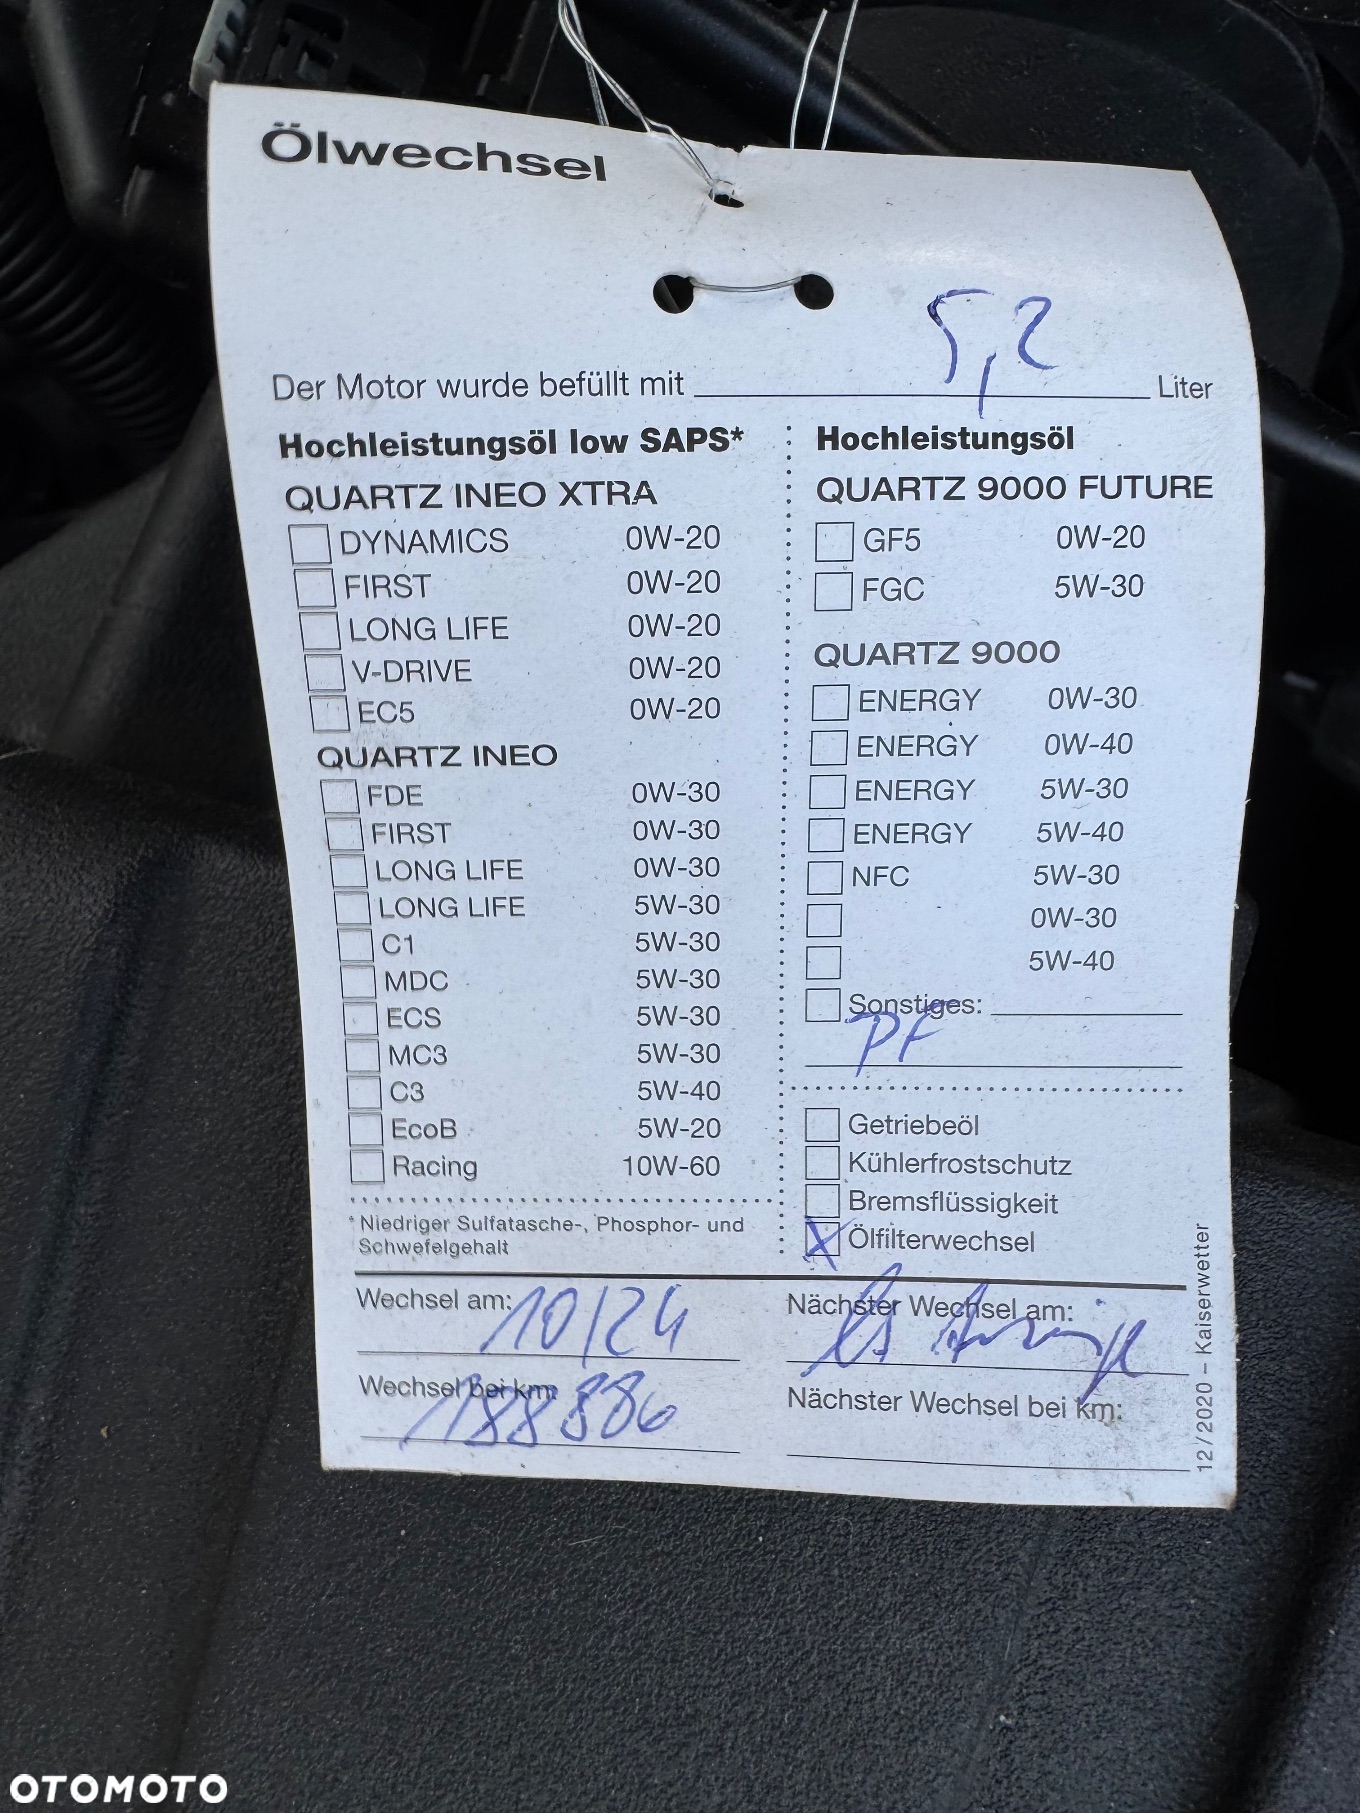 Ölwechsel
5,2
Der Motor wurde befüllt mit Liter
Hochleistungsöl low SAPS*
QUARTZ INEO XTRA
DYNAMICS 0W-20
FIRST 0W-20
LONG LIFE 0W-20
V-DRIVE 0W-20
EC5 0W-20
QUARTZ INEO
FDE 0W-30
FIRST 0W-30
LONG LIFE 0W-30
LONG LIFE 5W-30
C1 5W-30
MDC 5W-30
ECS 5W-30
MC3 5W-30
C3 5W-40
EcoB 5W-20
Racing 10W-60
* Niedriger Sulfatasche-, Phosphor- und
Schwefelgehalt
Hochleistungsöl
QUARTZ 9000 FUTURE
GF5 0W-20
FGC 5W-30
QUARTZ 9000
ENERGY 0W-30
ENERGY 0W-40
ENERGY 5W-30
ENERGY 5W-40
NFC 5W-30
0W-30
5W-40
Sonstiges:
PF
Getriebeöl
Kühlerfrostschutz
Bremsflüssigkeit
X Ölfilterwechsel
Wechsel am: 10/24
Wechsel bei km: 188886
Nächster Wechsel am:
Nächster Wechsel bei km:
12/2020 – Kaiserwetter
OTOMOTO